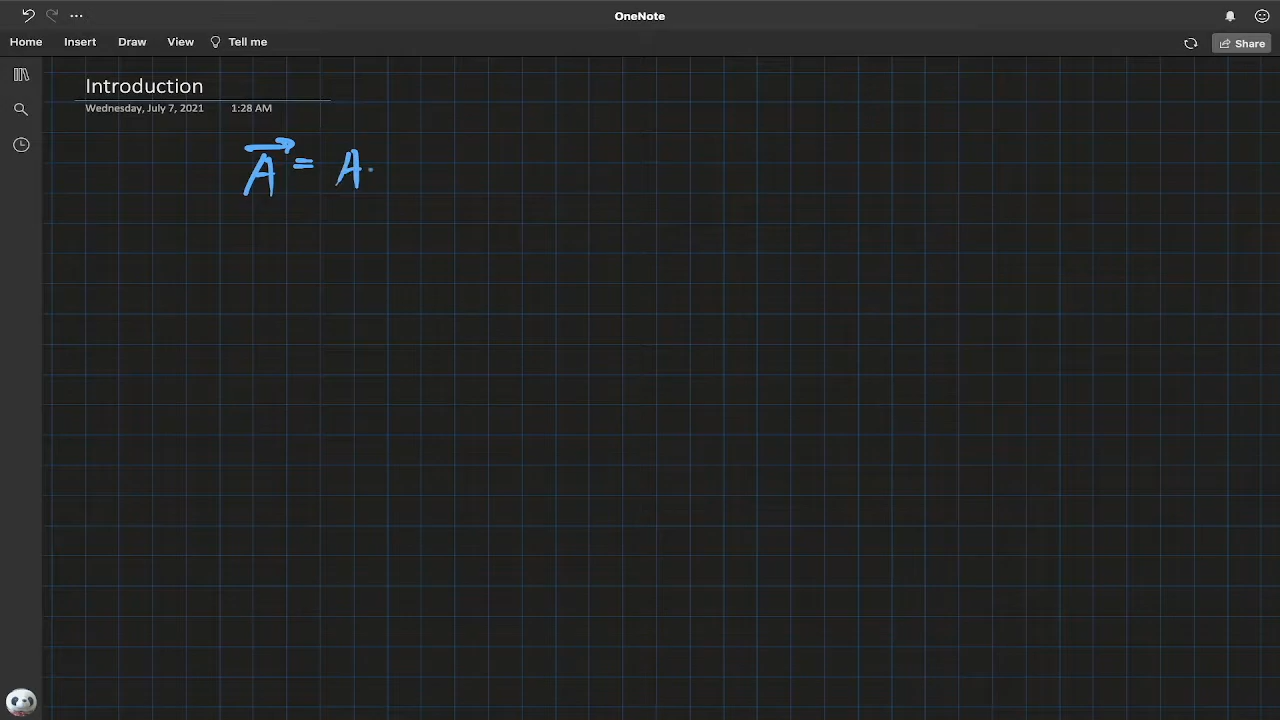 OneNote
Home Insert Draw View Tell me Share
Introduction
Wednesday, July 7, 2021 1:28 AM
A⃗ = A